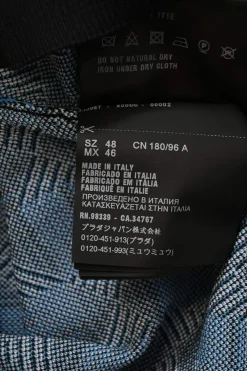 DO NOT DRY CLEAN
IRON UNDER DRY CLOTH
SZ 48 CN 180/96 A
MX 46
MADE IN ITALY
FABRICADO EN ITALIA
FABRICADO EM ITÁLIA
FABRIQUÉ EN ITALIE
ПРОИЗВЕДЕНО В ИТАЛИЯ
ΚΑΤΑΣΚΕΥΑΖΕΤΑΙ ΣΤΗΝ ΙΤΑΛΙΑ
RN.98339 - CA.34767
プラダジャパン株式会社
0120-451-913(プラダ)
0120-451-993(ミュウミュウ)